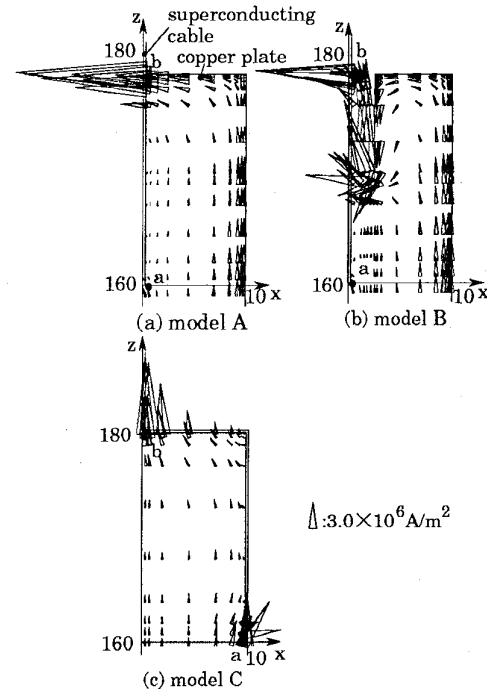 z
superconducting
cable
180
b
copper plate
a
160
10 x
(a) model A
z
180
b
a
160
10 x
(b) model B
z
180
b
160
a
10 x
(c) model C
:3.0×10⁶A/m²